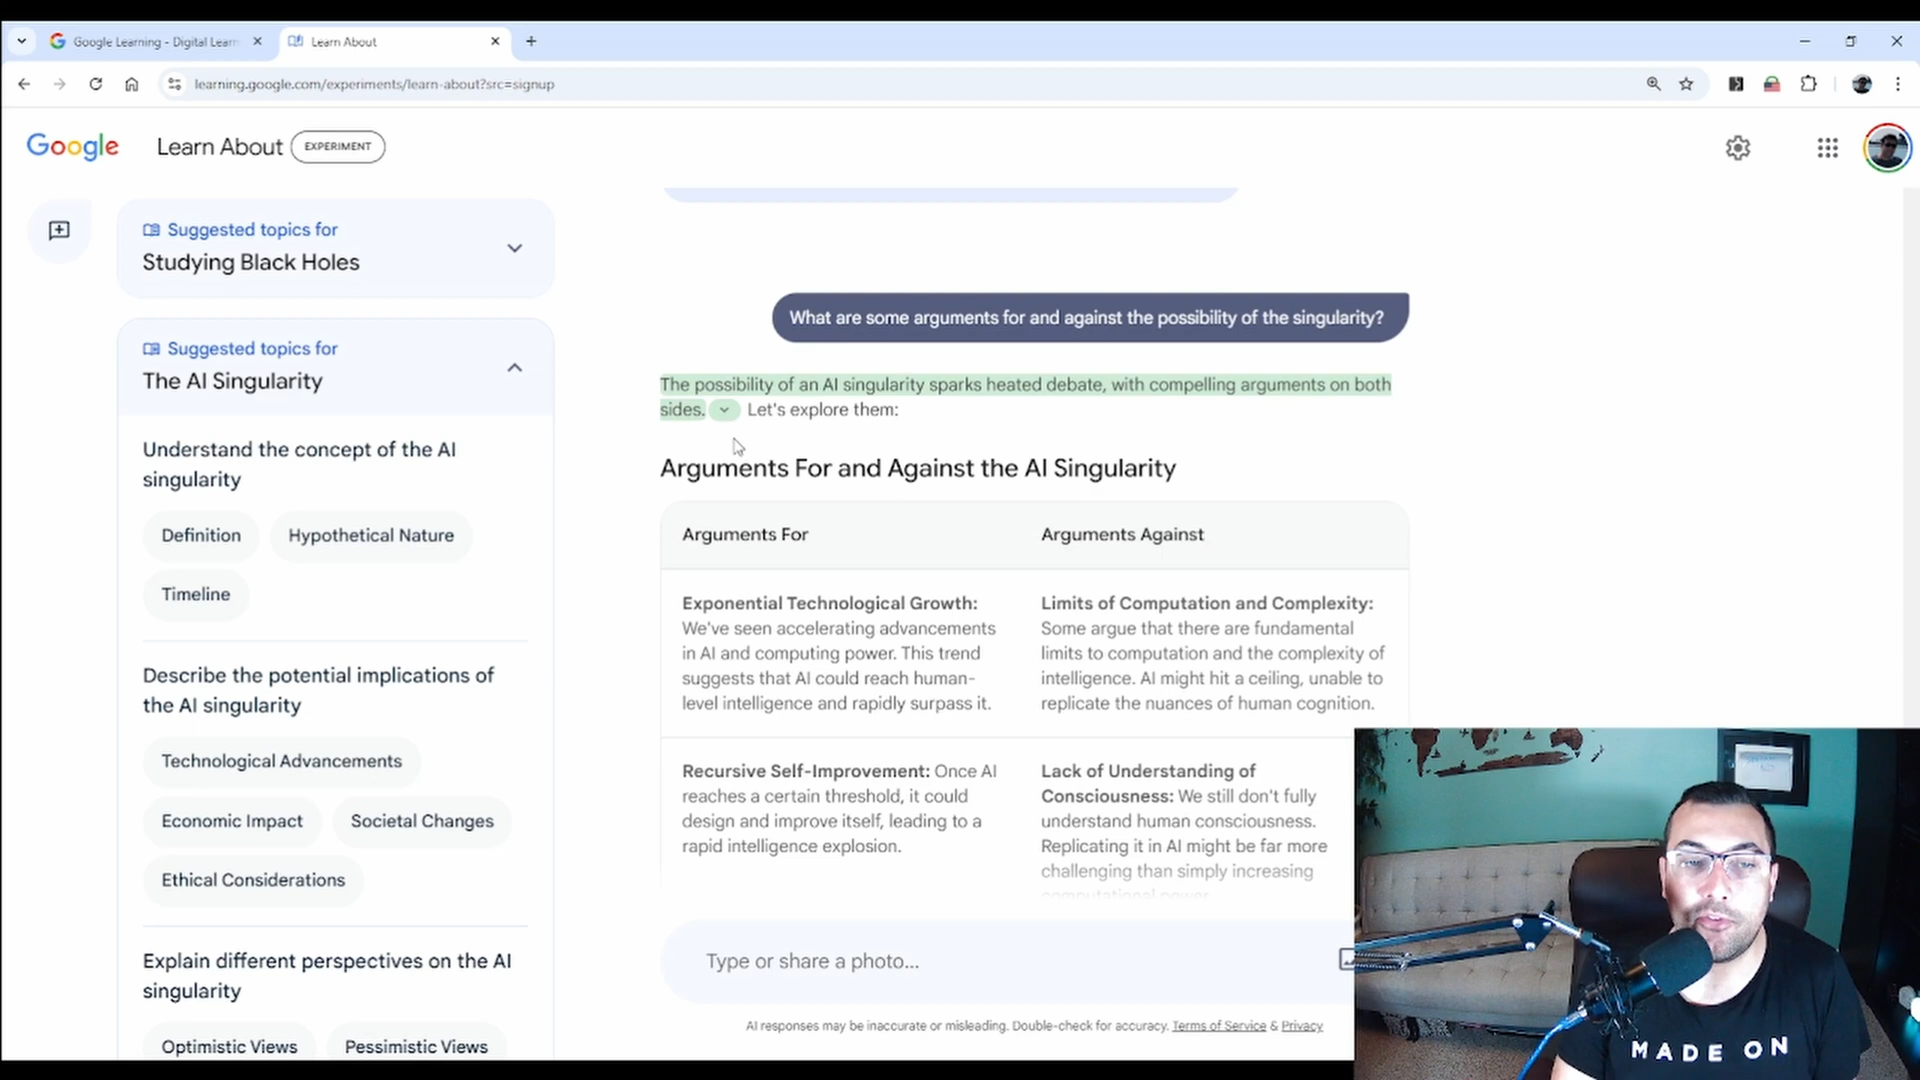 Google Learning - Digital Learn
Learn About
learning.google.com/experiments/learn-about?src=signup
Google
Learn About
EXPERIMENT
Suggested topics for
Studying Black Holes
Suggested topics for
The AI Singularity
Understand the concept of the AI
singularity
Definition
Hypothetical Nature
Timeline
Describe the potential implications of
the AI singularity
Technological Advancements
Economic Impact
Societal Changes
Ethical Considerations
Explain different perspectives on the AI
singularity
Optimistic Views
Pessimistic Views
What are some arguments for and against the possibility of the singularity?
The possibility of an AI singularity sparks heated debate, with compelling arguments on both
sides. Let's explore them:
Arguments For and Against the AI Singularity
Arguments For
Arguments Against
Exponential Technological Growth:
We've seen accelerating advancements
in AI and computing power. This trend
suggests that AI could reach human-
level intelligence and rapidly surpass it.
Limits of Computation and Complexity:
Some argue that there are fundamental
limits to computation and the complexity of
intelligence. AI might hit a ceiling, unable to
replicate the nuances of human cognition.
Recursive Self-Improvement: Once AI
reaches a certain threshold, it could
design and improve itself, leading to a
rapid intelligence explosion.
Lack of Understanding of
Consciousness: We still don't fully
understand human consciousness.
Replicating it in AI might be far more
challenging than simply increasing
computational power.
Type or share a photo...
AI responses may be inaccurate or misleading. Double-check for accuracy. Terms of Service & Privacy
MADE ON